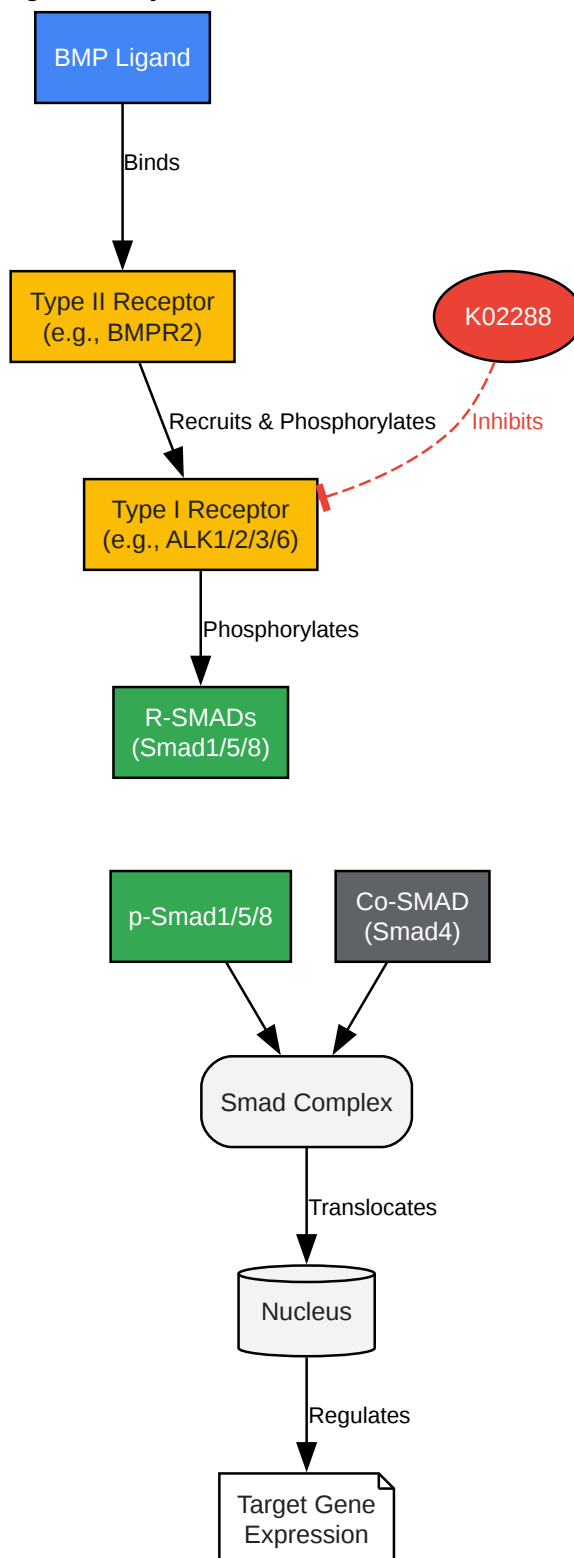 BMP Ligand
Binds
Type II Receptor
(e.g., BMPR2)
K02288
Recruits & Phosphorylates
Inhibits
Type I Receptor
(e.g., ALK1/2/3/6)
Phosphorylates
R-SMADs
(Smad1/5/8)
p-Smad1/5/8
Co-SMAD
(Smad4)
Smad Complex
Translocates
Nucleus
Regulates
Target Gene
Expression